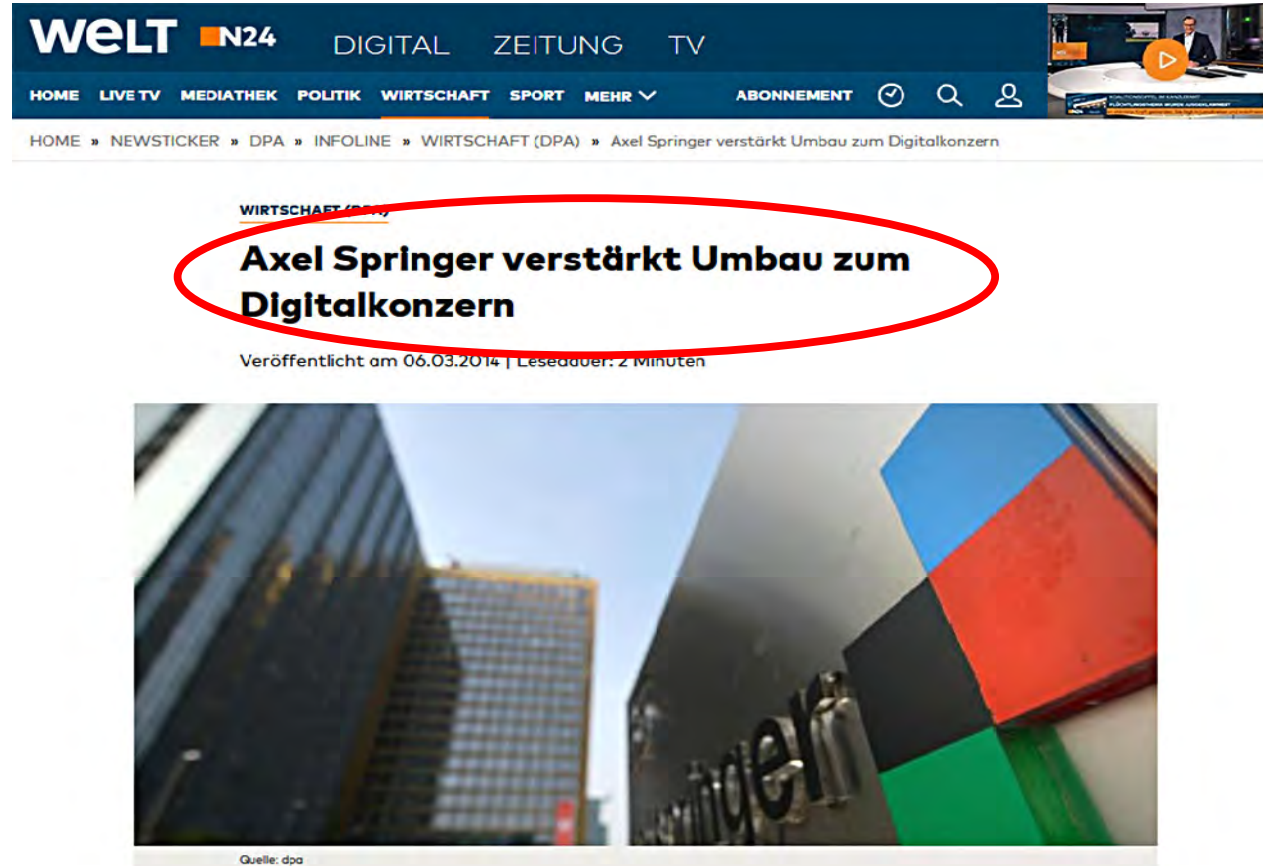 WELT N24 DIGITAL ZEITUNG TV
HOME LIVE TV MEDIATHEK POLITIK WIRTSCHAFT SPORT MEHR ABONNEMENT
HOME » NEWSTICKER » DPA » INFOLINE » WIRTSCHAFT (DPA) » Axel Springer verstärkt Umbau zum Digitalkonzern
WIRTSCHAFT (DPA)
Axel Springer verstärkt Umbau zum
Digitalkonzern
Veröffentlicht am 06.03.2014 | Lesedauer: 2 Minuten
Quelle: dpa